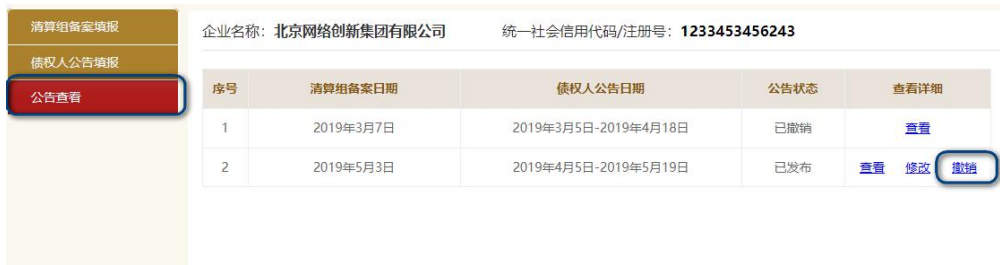 清算组备案填报
企业名称：北京网络创新集团有限公司 统一社会信用代码/注册号：1233453456243
债权人公告填报
公告查看
序号 清算组备案日期 债权人公告日期 公告状态 查看详细
1 2019年3月7日 2019年3月5日-2019年4月18日 已撤销 查看
2 2019年5月3日 2019年4月5日-2019年5月19日 已发布 查看 修改 撤销